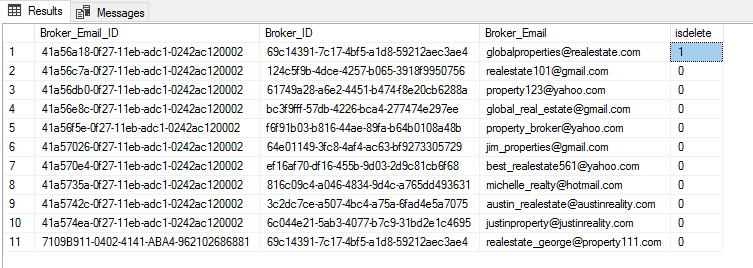 Results Messages
Broker_Email_ID Broker_ID Broker_Email isdelete
1 41a56a18-0f27-11eb-adc1-0242ac120002 69c14391-7c17-4bf5-a1d8-59212aec3ae4 globalproperties@realestate.com 1
2 41a56c7a-0f27-11eb-adc1-0242ac120002 124c5f9b-4dce-4257-b065-3918f9950756 realestate101@gmail.com 0
3 41a56db0-0f27-11eb-adc1-0242ac120002 61749a28-a6e2-4451-b474-f8e20cb6288a property123@yahoo.com 0
4 41a56e8c-0f27-11eb-adc1-0242ac120002 bc3f9fff-57db-4226-bca4-277474e297ee global_real_estate@gmail.com 0
5 41a56f5e-0f27-11eb-adc1-0242ac120002 f6f91b03-b816-44ae-89fa-b64b0108a48b property_broker@yahoo.com 0
6 41a57026-0f27-11eb-adc1-0242ac120002 64e01149-3fc8-4af4-ac63-bf9273305729 jim_properties@gmail.com 0
7 41a570e4-0f27-11eb-adc1-0242ac120002 ef16af70-df16-455b-9d03-2d9c81cb6f68 best_realestate561@yahoo.com 0
8 41a5735a-0f27-11eb-adc1-0242ac120002 816c09c4-a046-4834-9d4c-a765dd493631 michelle_realty@hotmail.com 0
9 41a5742c-0f27-11eb-adc1-0242ac120002 3c2dc7ce-a507-4bc4-a75a-6fad4e5a7075 austin_realestate@austinreality.com 0
10 41a574ea-0f27-11eb-adc1-0242ac120002 6c044e21-5ab3-4077-b7c9-31bd2e1c4695 justinproperty@justinreality.com 0
11 7109B911-0402-4141-ABA4-962102686881 69c14391-7c17-4bf5-a1d8-59212aec3ae4 realestate_george@property111.com 0